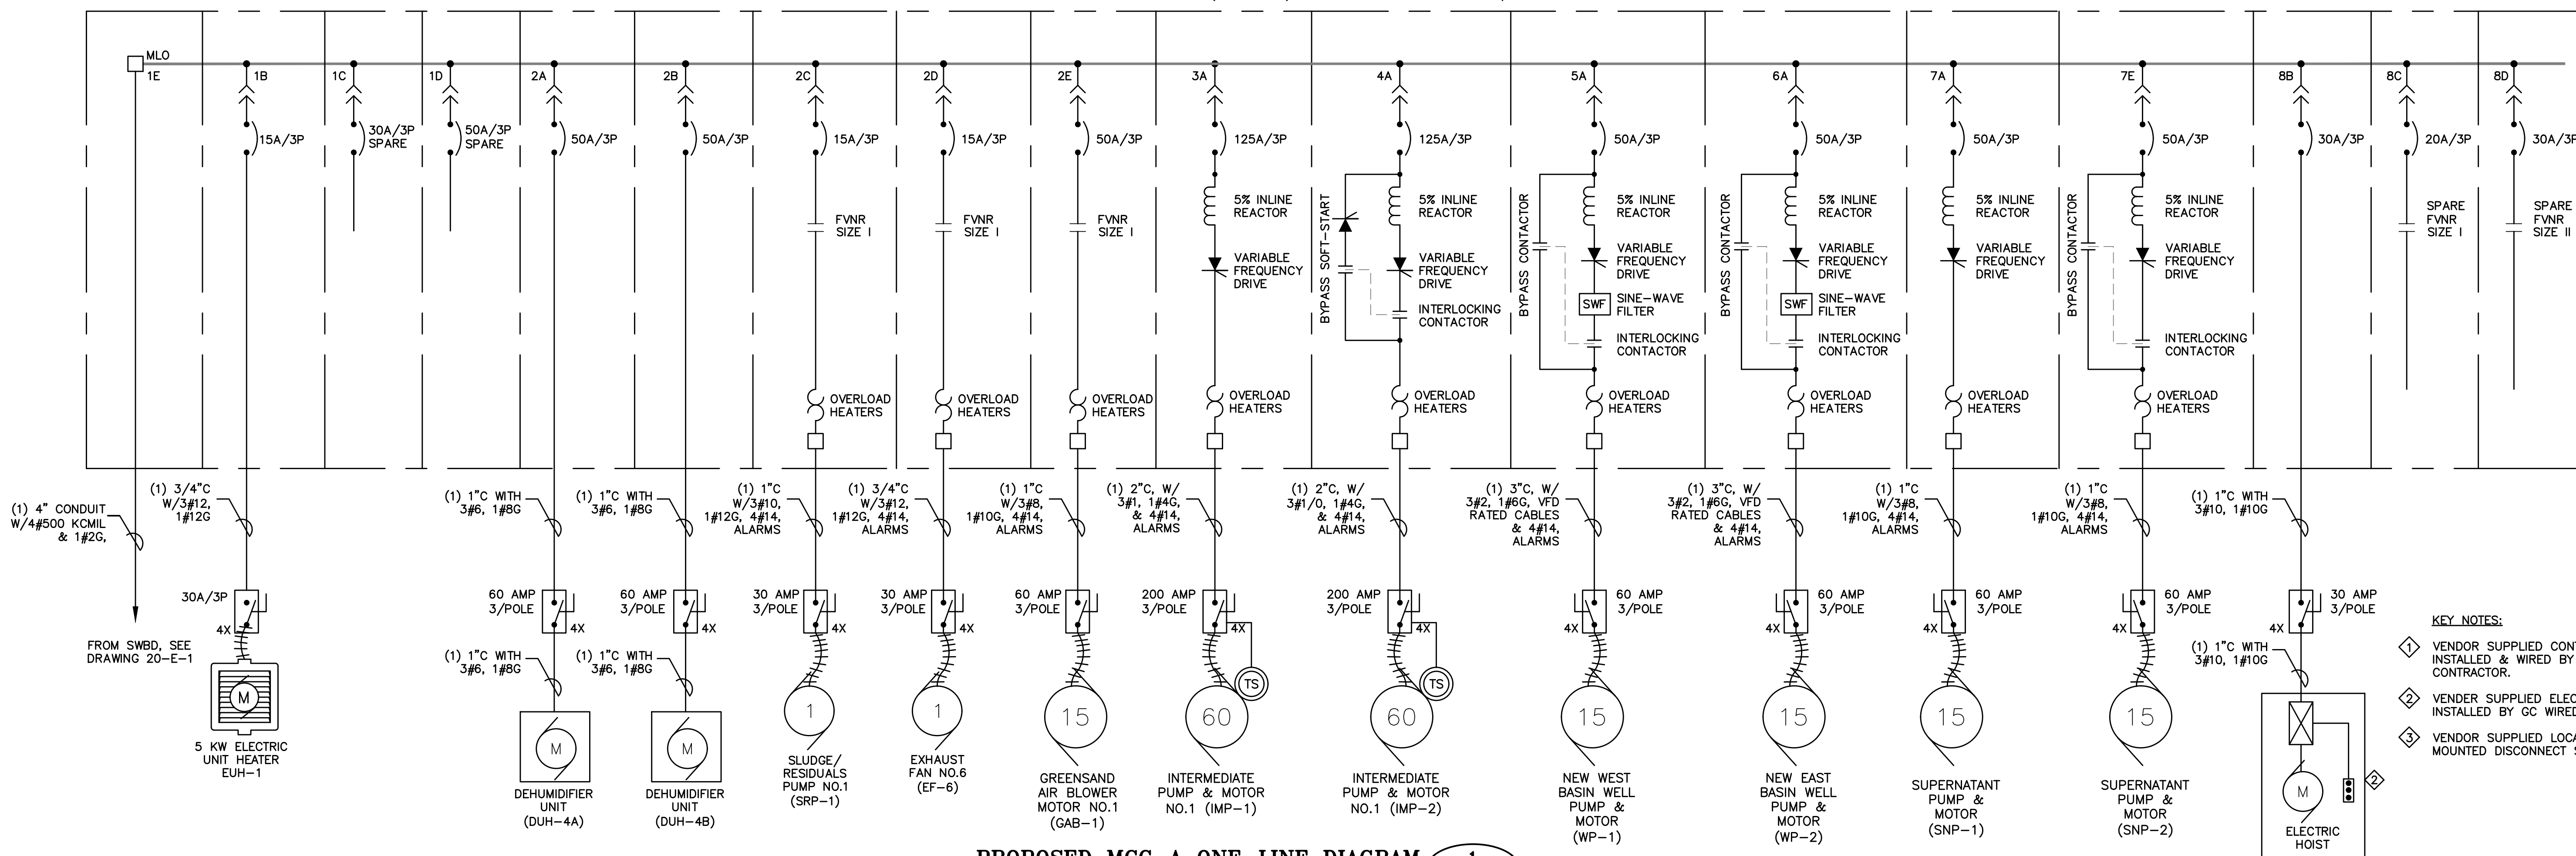 MLO
1E
1B
1C
1D
2A
2B
2C
2D
2E
3A
4A
5A
6A
7A
7E
8B
8C
8D
15A/3P
30A/3P
SPARE
50A/3P
SPARE
50A/3P
50A/3P
15A/3P
15A/3P
50A/3P
125A/3P
125A/3P
50A/3P
50A/3P
50A/3P
50A/3P
30A/3P
20A/3P
30A/3P
FVNR
SIZE I
FVNR
SIZE I
FVNR
SIZE I
5% INLINE
REACTOR
VARIABLE
FREQUENCY
DRIVE
BYPASS SOFT-START
5% INLINE
REACTOR
VARIABLE
FREQUENCY
DRIVE
INTERLOCKING
CONTACTOR
BYPASS CONTACTOR
5% INLINE
REACTOR
VARIABLE
FREQUENCY
DRIVE
SWF
SINE-WAVE
FILTER
INTERLOCKING
CONTACTOR
BYPASS CONTACTOR
5% INLINE
REACTOR
VARIABLE
FREQUENCY
DRIVE
SWF
SINE-WAVE
FILTER
INTERLOCKING
CONTACTOR
5% INLINE
REACTOR
VARIABLE
FREQUENCY
DRIVE
BYPASS CONTACTOR
5% INLINE
REACTOR
VARIABLE
FREQUENCY
DRIVE
INTERLOCKING
CONTACTOR
SPARE
FVNR
SIZE I
SPARE
FVNR
SIZE II
OVERLOAD
HEATERS
OVERLOAD
HEATERS
OVERLOAD
HEATERS
OVERLOAD
HEATERS
OVERLOAD
HEATERS
OVERLOAD
HEATERS
OVERLOAD
HEATERS
OVERLOAD
HEATERS
OVERLOAD
HEATERS
(1) 4" CONDUIT
W/4#500 KCMIL
& 1#2G,
(1) 3/4"C
W/3#12,
1#12G
(1) 1"C WITH
3#6, 1#8G
(1) 1"C WITH
3#6, 1#8G
(1) 1"C
W/3#10,
1#12G, 4#14,
ALARMS
(1) 3/4"C
W/3#12,
1#12G, 4#14,
ALARMS
(1) 1"C
W/3#8,
1#10G, 4#14,
ALARMS
(1) 2"C, W/
3#1, 1#4G,
& 4#14,
ALARMS
(1) 2"C, W/
3#1/0, 1#4G,
& 4#14,
ALARMS
(1) 3"C, W/
3#2, 1#6G, VFD
RATED CABLES
& 4#14,
ALARMS
(1) 3"C, W/
3#2, 1#6G, VFD
RATED CABLES
& 4#14,
ALARMS
(1) 1"C
W/3#8,
1#10G, 4#14,
ALARMS
(1) 1"C
W/3#8,
1#10G, 4#14,
ALARMS
(1) 1"C WITH
3#10, 1#10G
30A/3P
4X
60 AMP
3/POLE
4X
60 AMP
3/POLE
30 AMP
3/POLE
4X
30 AMP
3/POLE
4X
60 AMP
3/POLE
200 AMP
3/POLE
4X
200 AMP
3/POLE
4X
60 AMP
3/POLE
4X
60 AMP
3/POLE
4X
60 AMP
3/POLE
4X
60 AMP
3/POLE
4X
30 AMP
3/POLE
4X
FROM SWBD, SEE
DRAWING 20-E-1
M
5 KW ELECTRIC
UNIT HEATER
EUH-1
(1) 1"C WITH
3#6, 1#8G
M
DEHUMIDIFIER
UNIT
(DUH-4A)
(1) 1"C WITH
3#6, 1#8G
M
DEHUMIDIFIER
UNIT
(DUH-4B)
1
SLUDGE/
RESIDUALS
PUMP NO.1
(SRP-1)
1
EXHAUST
FAN NO.6
(EF-6)
15
GREENSAND
AIR BLOWER
MOTOR NO.1
(GAB-1)
TS
60
INTERMEDIATE
PUMP & MOTOR
NO.1 (IMP-1)
TS
60
INTERMEDIATE
PUMP & MOTOR
NO.1 (IMP-2)
15
NEW WEST
BASIN WELL
PUMP &
MOTOR
(WP-1)
15
NEW EAST
BASIN WELL
PUMP &
MOTOR
(WP-2)
15
SUPERNATANT
PUMP &
MOTOR
(SNP-1)
15
SUPERNATANT
PUMP &
MOTOR
(SNP-2)
(1) 1"C WITH
3#10, 1#10G
M
2
ELECTRIC
HOIST
KEY NOTES:
1 VENDOR SUPPLIED CONT
INSTALLED & WIRED BY
CONTRACTOR.
2 VENDER SUPPLIED ELEC
INSTALLED BY GC WIRED
3 VENDOR SUPPLIED LOCA
MOUNTED DISCONNECT S
PROPOSED MCC-A ONE-LINE DIAGRAM
1